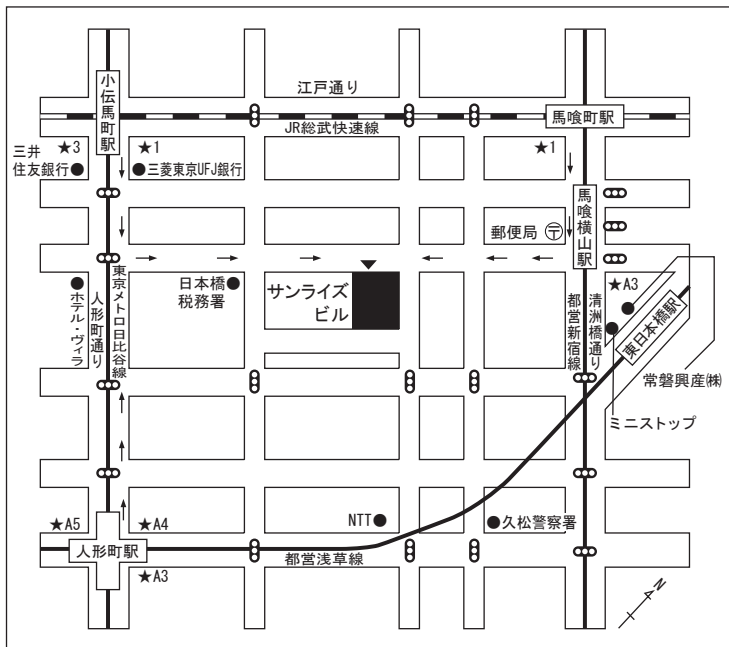 江戸通り
小伝馬町駅
JR総武快速線
馬喰町駅
★3
★1
★1
三井
住友銀行●
●三菱東京UFJ銀行
馬喰横山駅
郵便局
〒
日本橋●
税務署
サンライズ
ビル
★A3
東日本橋駅
●
ホテル・ヴィラ
人形町通り
東京メトロ日比谷線
都営新宿線
清洲橋通り
常磐興産㈱
ミニストップ
★A5
★A4
NTT●
●久松警察署
人形町駅
都営浅草線
★A3
N